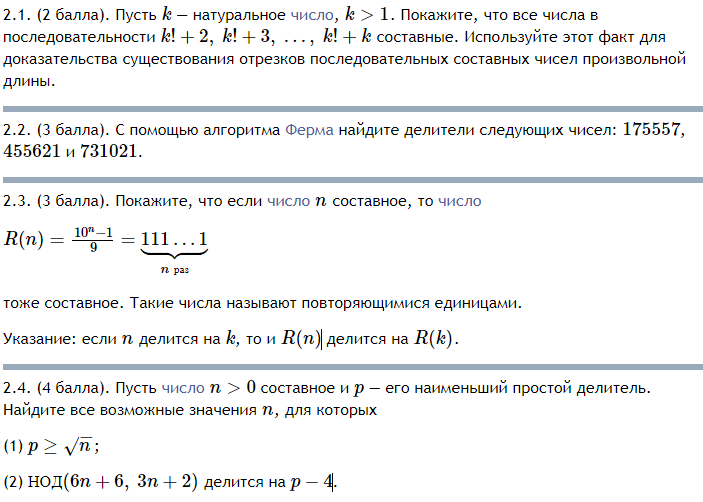 2.1. (2 балла). Пусть k − натуральное число, k > 1. Покажите, что все числа в
последовательности k! + 2, k! + 3, …, k! + k составные. Используйте этот факт для
доказательства существования отрезков последовательных составных чисел произвольной
длины.
2.2. (3 балла). С помощью алгоритма Ферма найдите делители следующих чисел: 175557,
455621 и 731021.
2.3. (3 балла). Покажите, что если число n составное, то число
R(n) = \frac{10^n−1}{9} = \underbrace{111…1}_{n раз}
тоже составное. Такие числа называют повторяющимися единицами.
Указание: если n делится на k, то и R(n) делится на R(k).
2.4. (4 балла). Пусть число n > 0 составное и p − его наименьший простой делитель.
Найдите все возможные значения n, для которых
(1) p ≥ √n;
(2) НОД(6n + 6, 3n + 2) делится на p − 4.